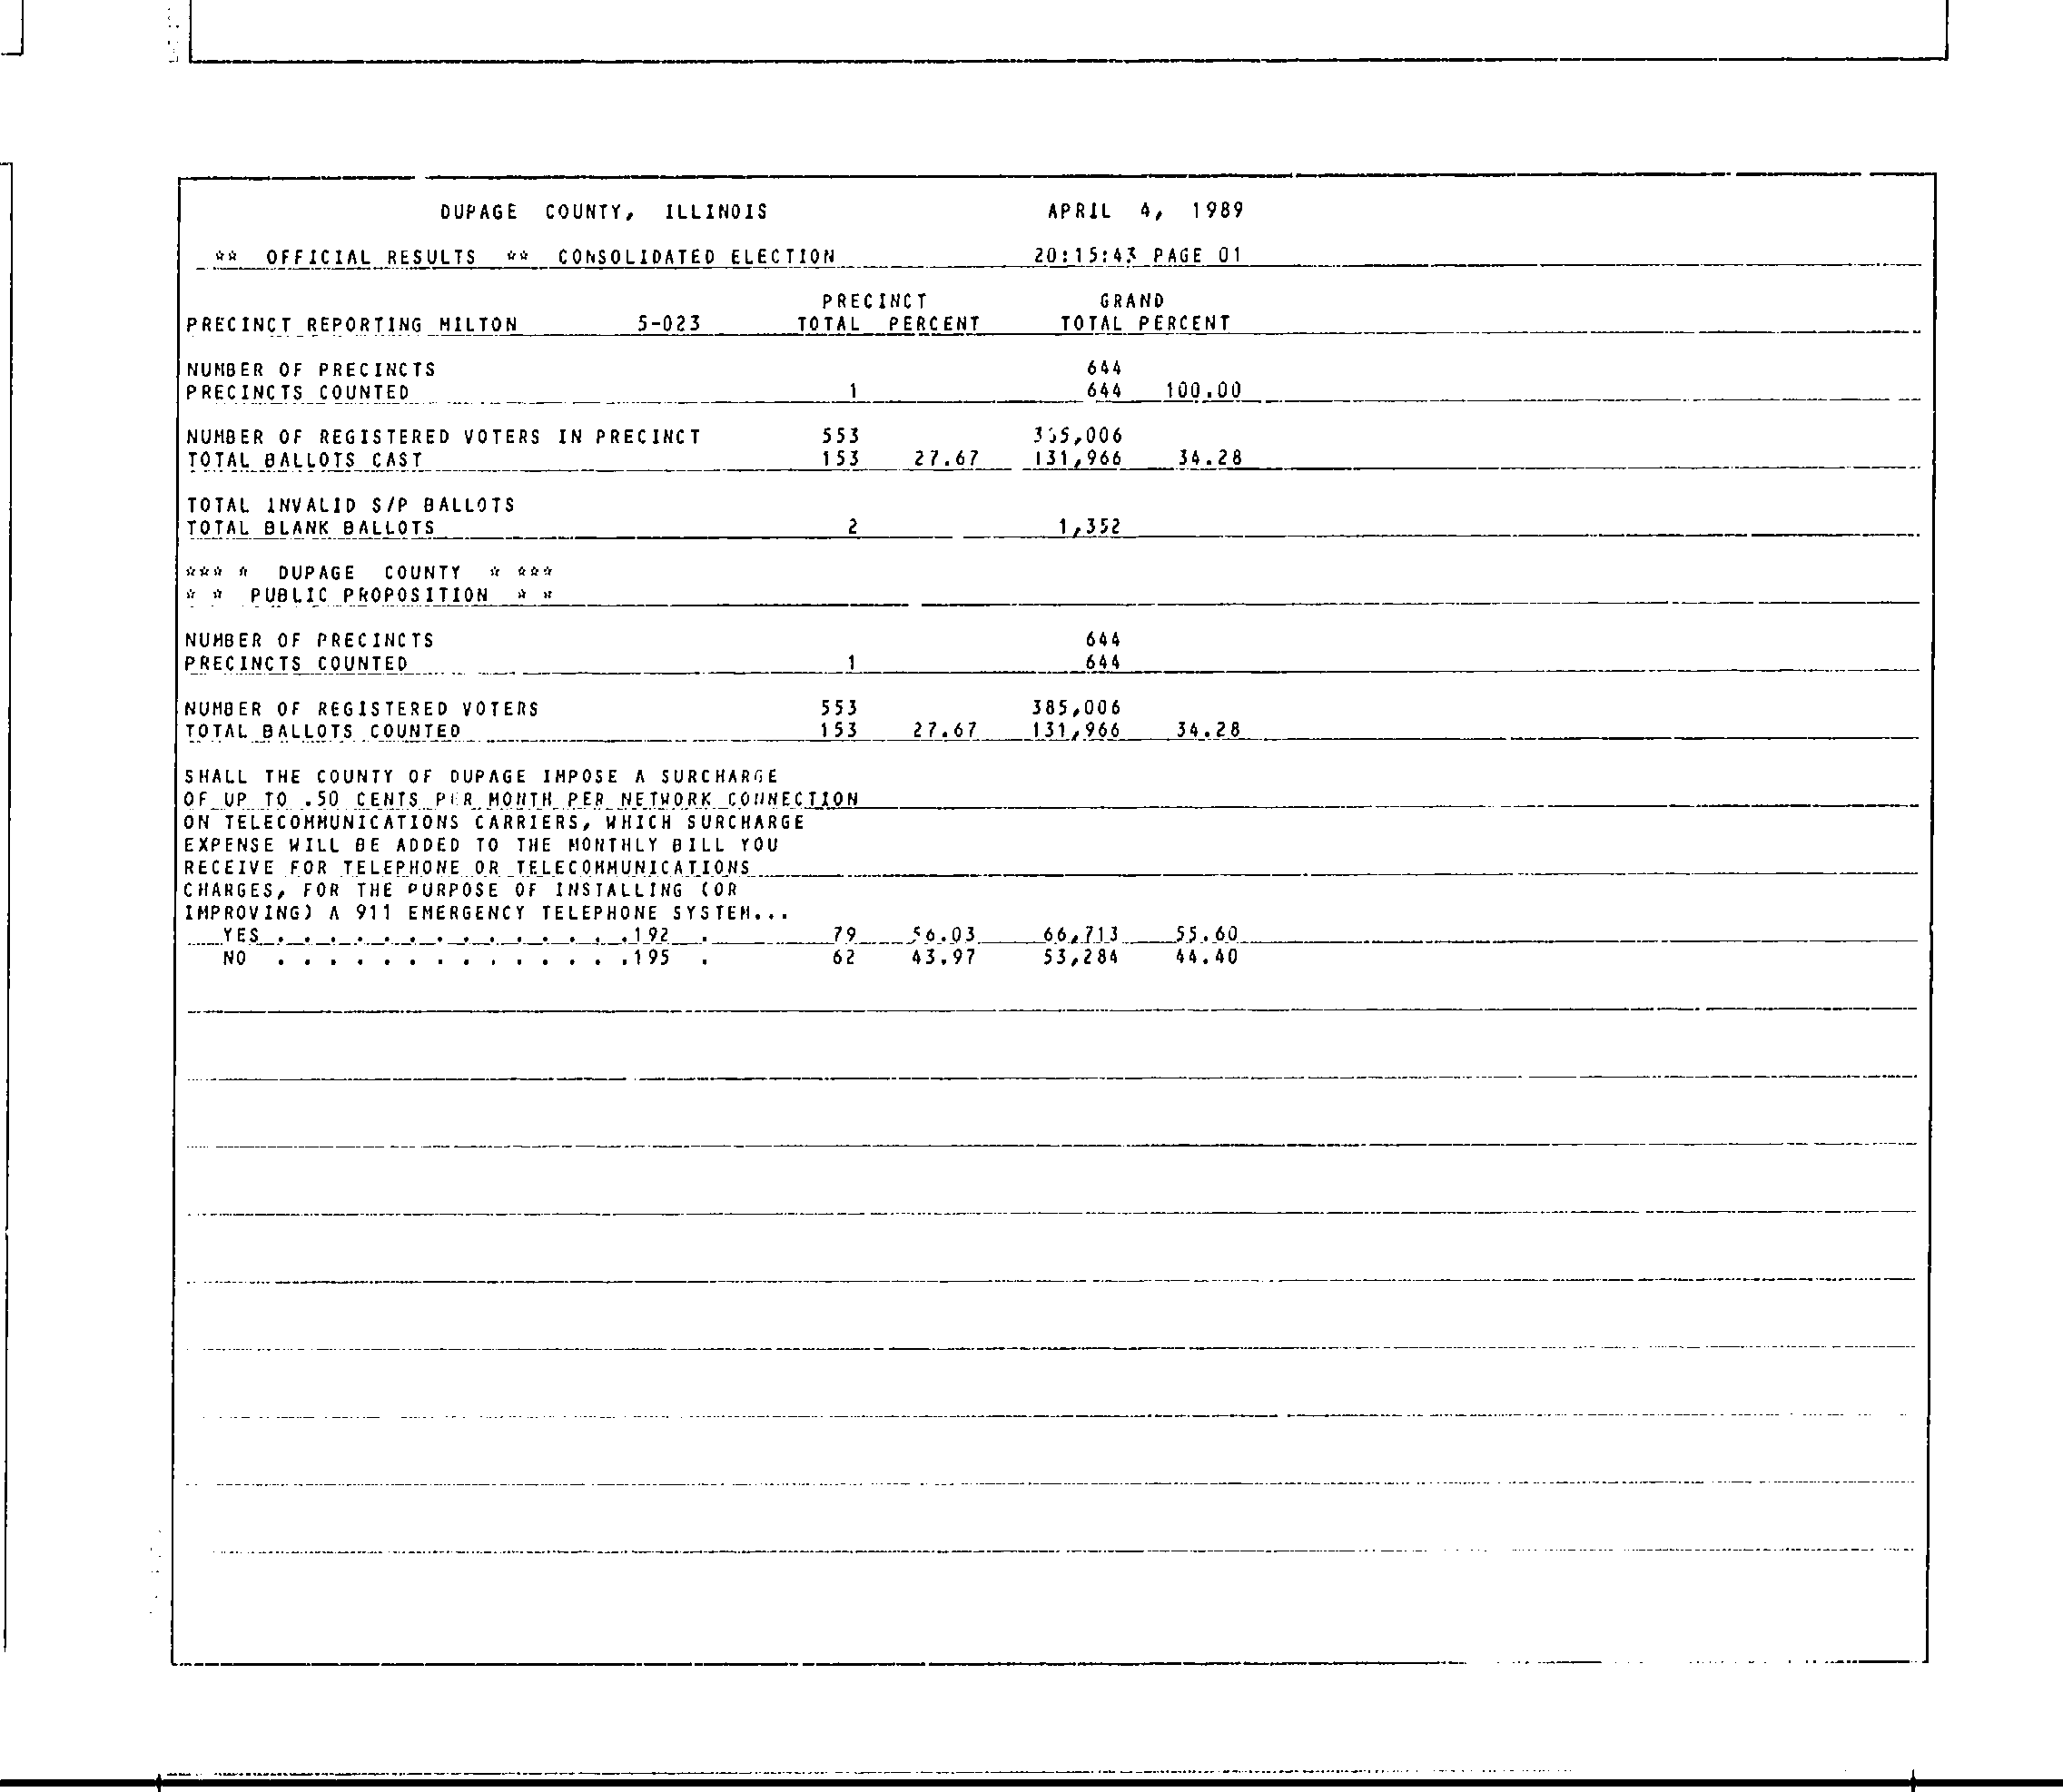 DUPAGE COUNTY, ILLINOIS APRIL 4, 1989
** OFFICIAL RESULTS ** CONSOLIDATED ELECTION 20:15:43 PAGE 01
PRECINCT GRAND
PRECINCT REPORTING MILTON 5-023 TOTAL PERCENT TOTAL PERCENT
NUMBER OF PRECINCTS 644
PRECINCTS COUNTED 1 644 100.00
NUMBER OF REGISTERED VOTERS IN PRECINCT 553
TOTAL BALLOTS CAST 153 27.67 131,966 34.28
TOTAL INVALID S/P BALLOTS
TOTAL BLANK BALLOTS 2 1,352
*** * DUPAGE COUNTY * ***
* * PUBLIC PROPOSITION * *
NUMBER OF PRECINCTS 644
PRECINCTS COUNTED 1 644
NUMBER OF REGISTERED VOTERS 553 385,006
TOTAL BALLOTS COUNTED 153 27.67 131,966 34.28
SHALL THE COUNTY OF DUPAGE IMPOSE A SURCHARGE
OF UP TO .50 CENTS PER MONTH PER NETWORK CONNECTION
ON TELECOMMUNICATIONS CARRIERS, WHICH SURCHARGE
EXPENSE WILL BE ADDED TO THE MONTHLY BILL YOU
RECEIVE FOR TELEPHONE OR TELECOMMUNICATIONS
CHARGES, FOR THE PURPOSE OF INSTALLING (OR
IMPROVING) A 911 EMERGENCY TELEPHONE SYSTEM...
YES . . . . . . . . . . . . . .192 . 79 56.03 66,713 55.60
NO . . . . . . . . . . . . . .195 . 62 43.97 53,284 44.40